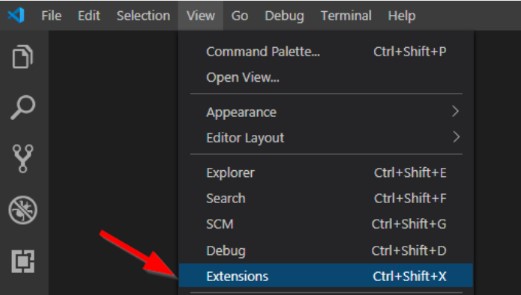 File Edit Selection View Go Debug Terminal Help
Command Palette... Ctrl+Shift+P
Open View...
Appearance
Editor Layout
Explorer Ctrl+Shift+E
Search Ctrl+Shift+F
SCM Ctrl+Shift+G
Debug Ctrl+Shift+D
Extensions Ctrl+Shift+X